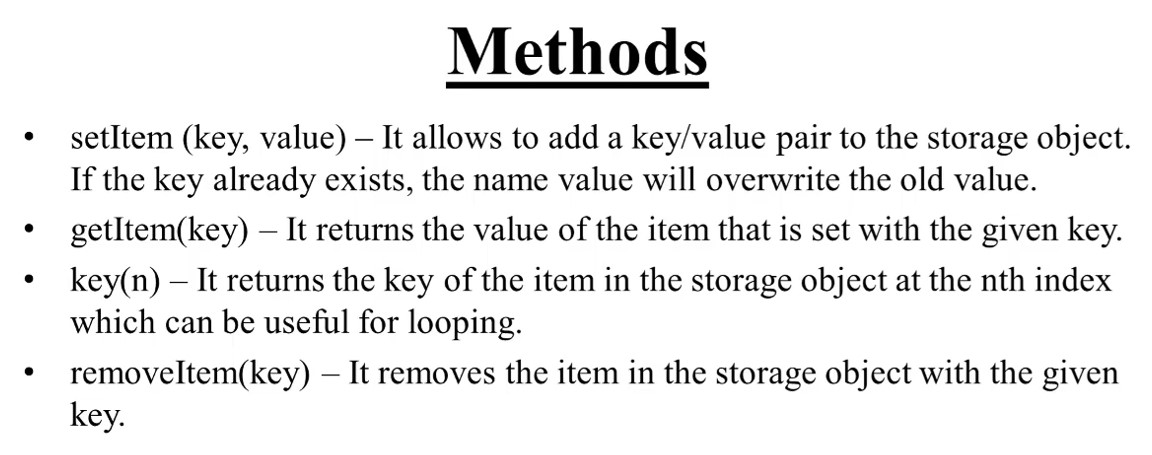 Methods
• setItem (key, value) – It allows to add a key/value pair to the storage object.
If the key already exists, the name value will overwrite the old value.
• getItem(key) – It returns the value of the item that is set with the given key.
• key(n) – It returns the key of the item in the storage object at the nth index
which can be useful for looping.
• removeItem(key) – It removes the item in the storage object with the given
key.